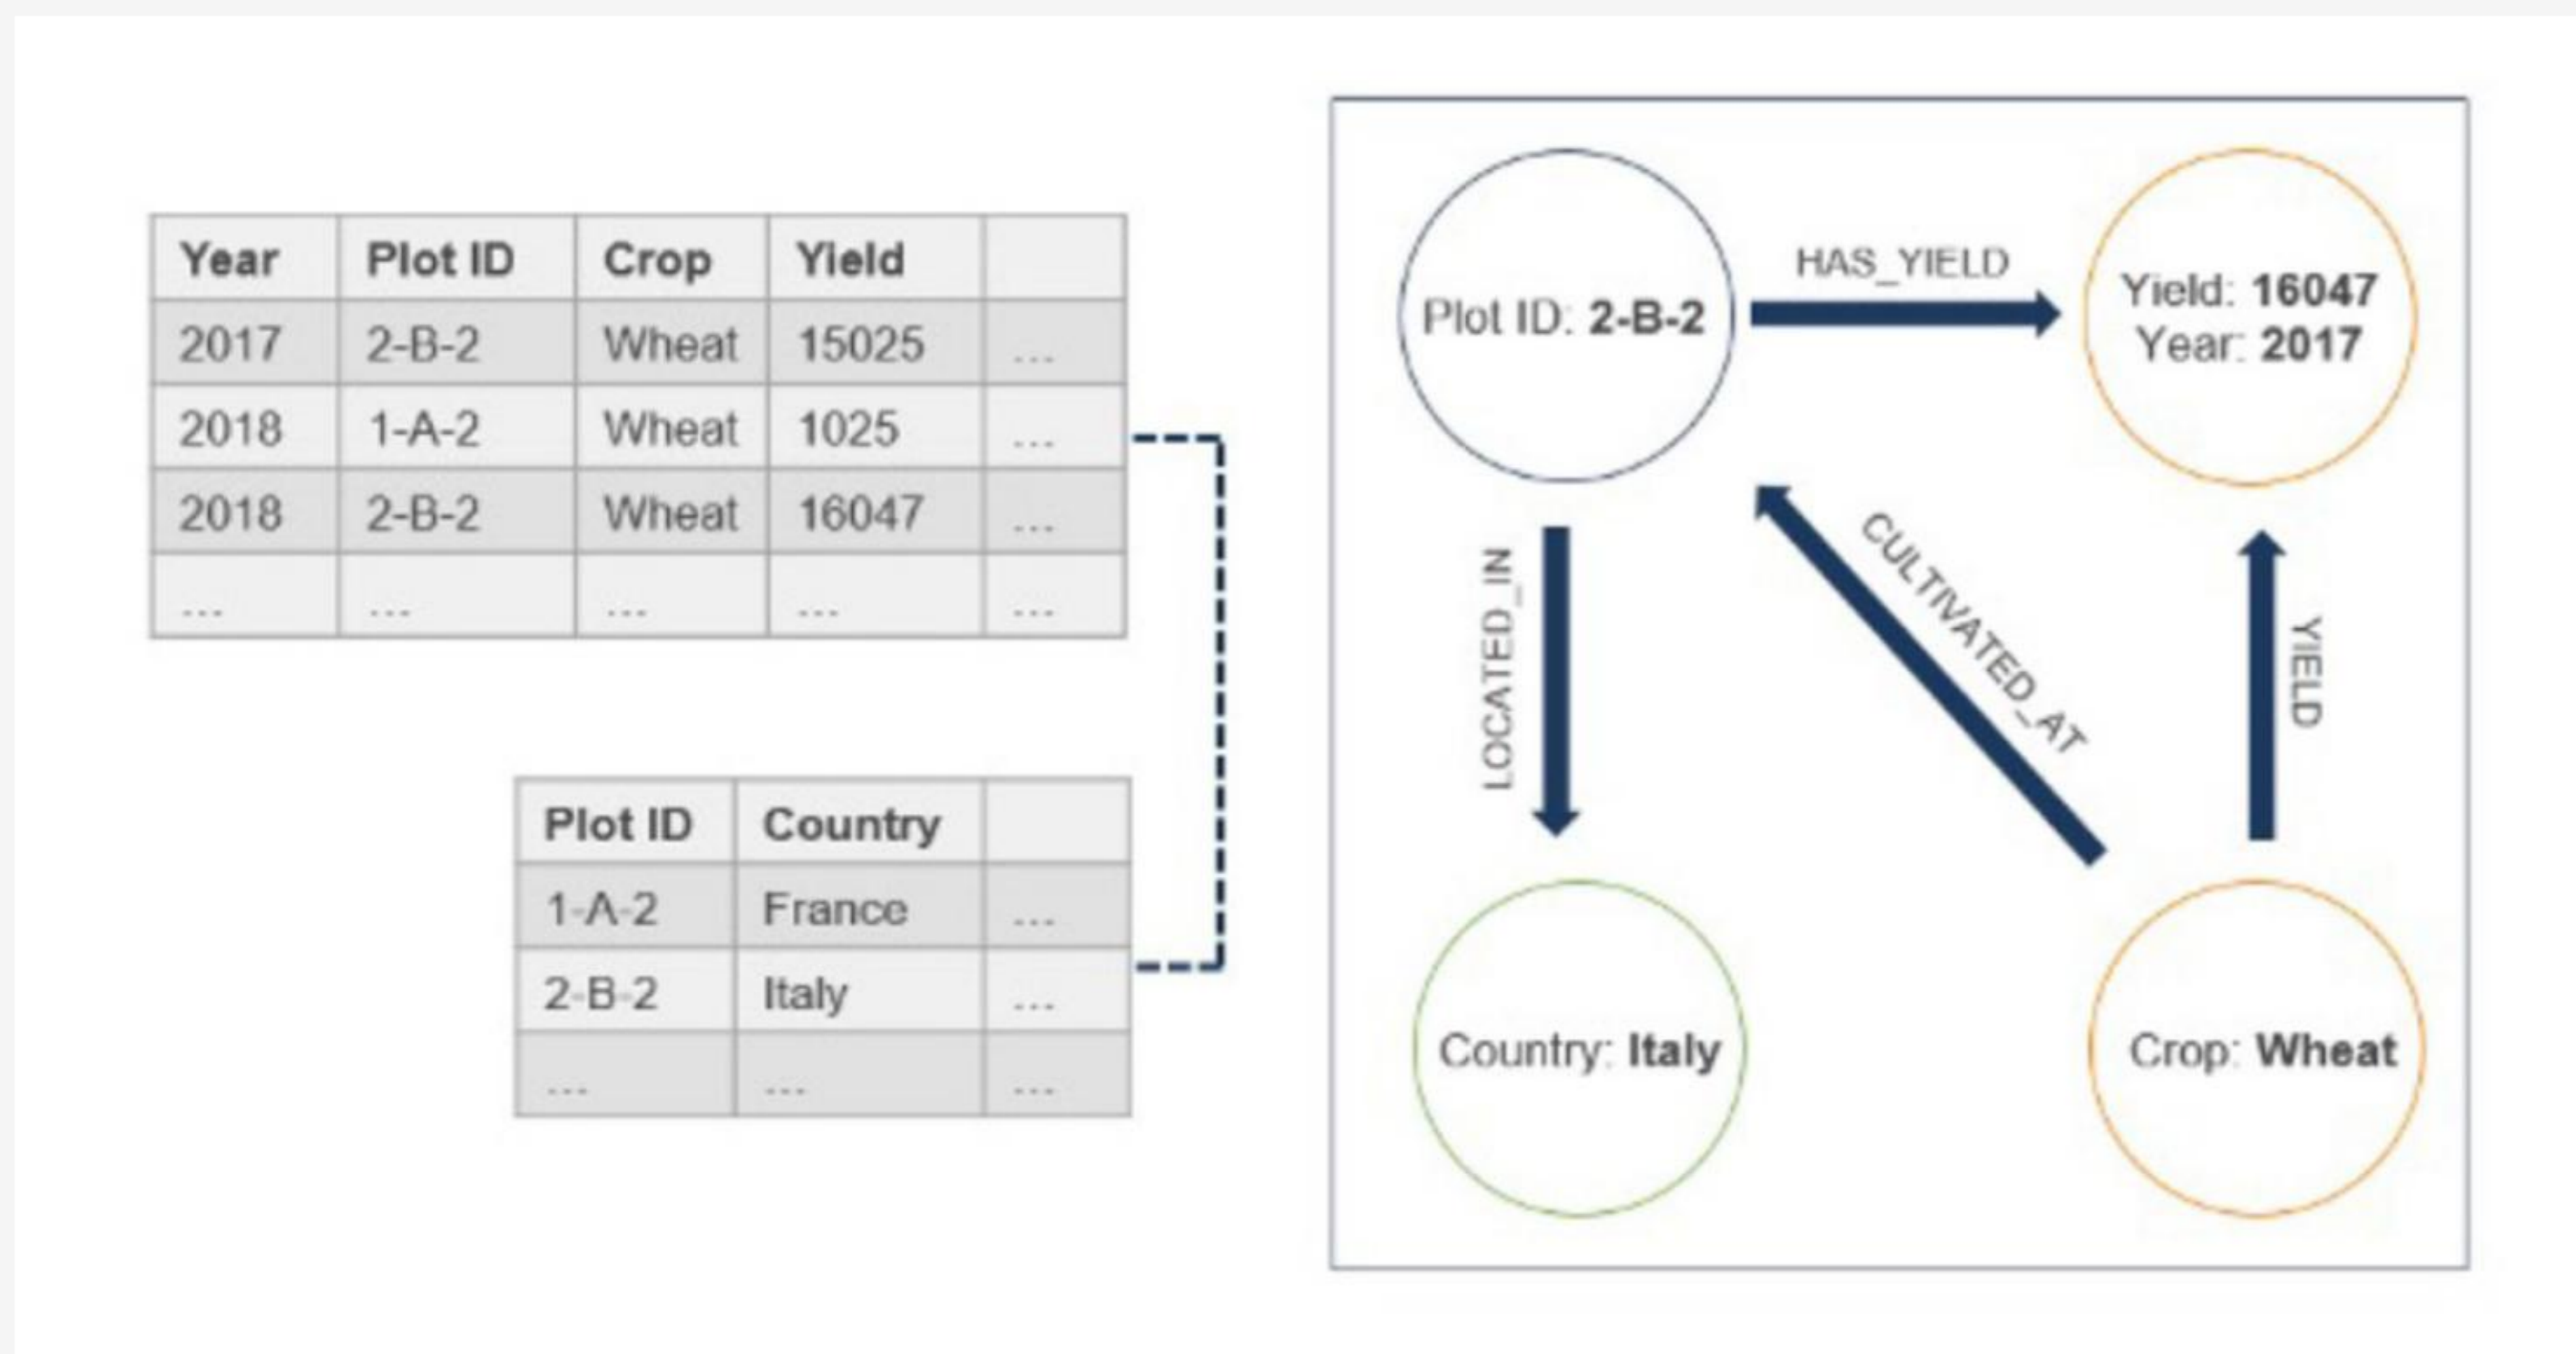 Year Plot ID Crop Yield
2017 2-B-2 Wheat 15025 ...
2018 1-A-2 Wheat 1025 ...
2018 2-B-2 Wheat 16047 ...
... ... ... ... ...
Plot ID Country
1-A-2 France ...
2-B-2 Italy ...
... ... ...
Plot ID: 2-B-2
HAS_YIELD
Yield: 16047
Year: 2017
LOCATED_IN
CULTIVATED_AT
YIELD
Country: Italy
Crop: Wheat